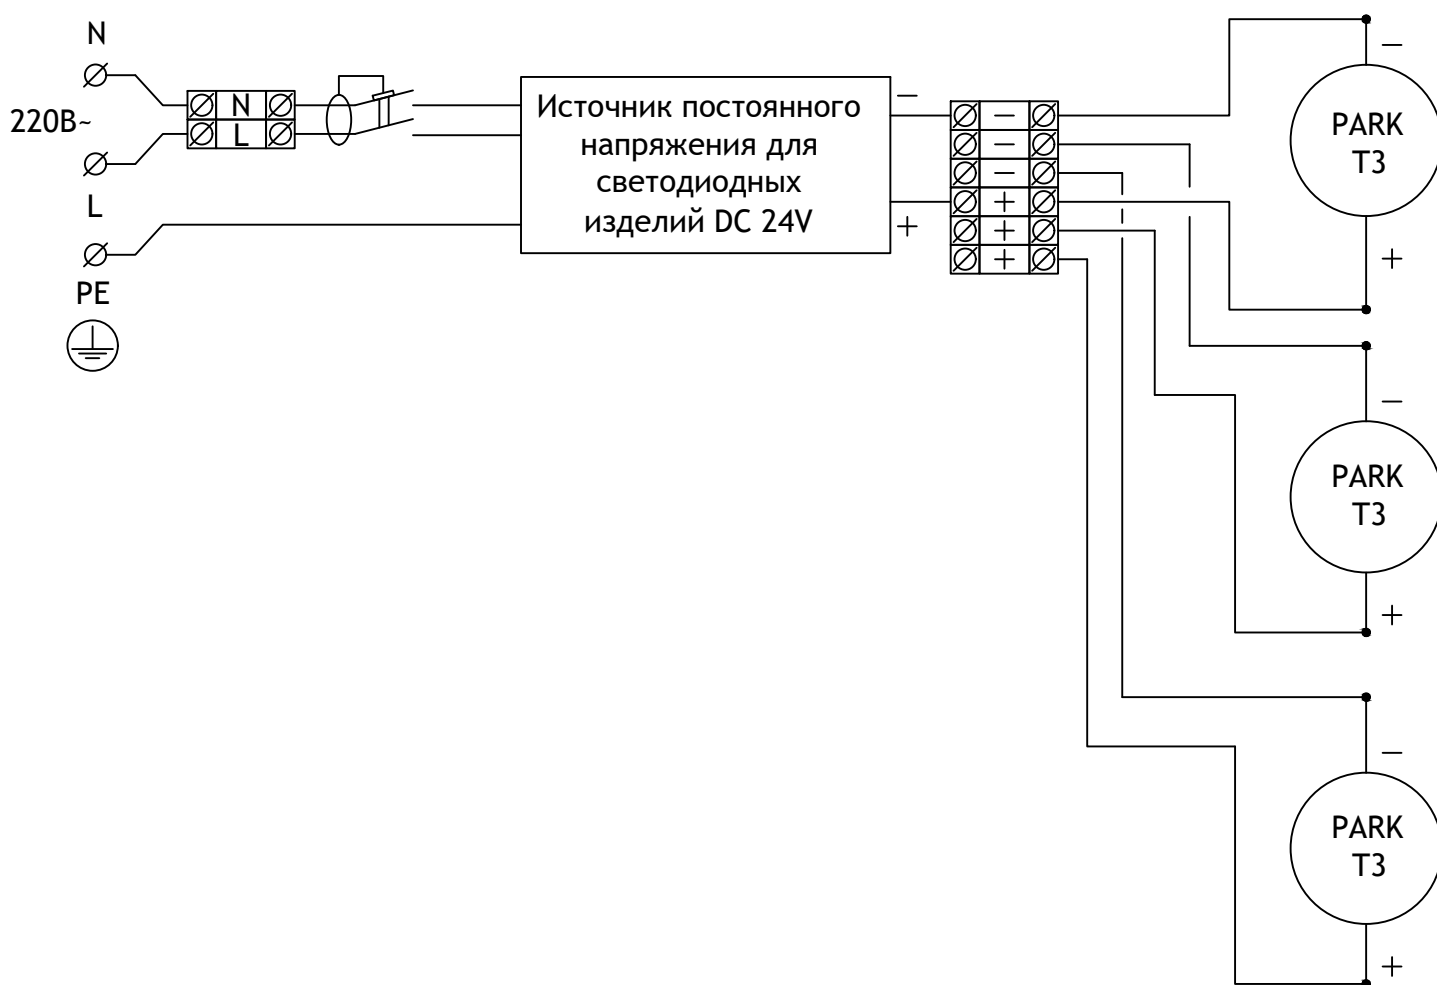 N
220В~
L
PE
N
L
Источник постоянного
напряжения для
светодиодных
изделий DC 24V
−
+
−
−
−
+
+
+
−
PARK
T3
+
−
PARK
T3
+
−
PARK
T3
+